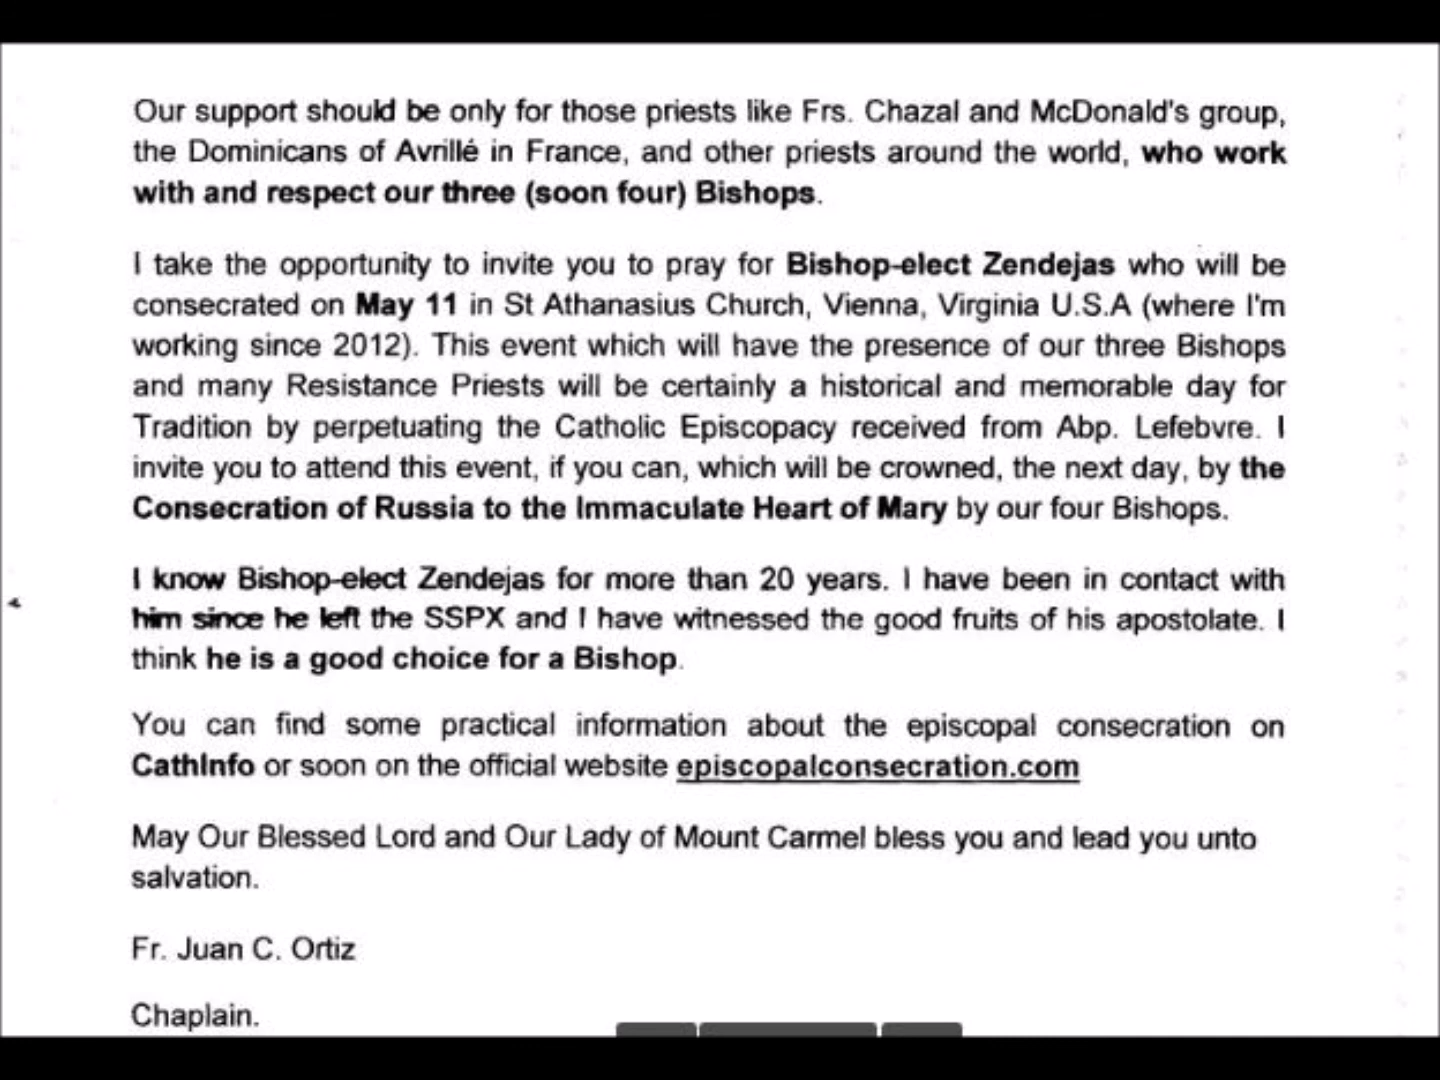 Our support should be only for those priests like Frs. Chazal and McDonald's group,
the Dominicans of Avrillé in France, and other priests around the world, who work
with and respect our three (soon four) Bishops.
I take the opportunity to invite you to pray for Bishop-elect Zendejas who will be
consecrated on May 11 in St Athanasius Church, Vienna, Virginia U.S.A (where I'm
working since 2012). This event which will have the presence of our three Bishops
and many Resistance Priests will be certainly a historical and memorable day for
Tradition by perpetuating the Catholic Episcopacy received from Abp. Lefebvre. I
invite you to attend this event, if you can, which will be crowned, the next day, by the
Consecration of Russia to the Immaculate Heart of Mary by our four Bishops.
I know Bishop-elect Zendejas for more than 20 years. I have been in contact with
him since he left the SSPX and I have witnessed the good fruits of his apostolate. I
think he is a good choice for a Bishop.
You can find some practical information about the episcopal consecration on
CathInfo or soon on the official website episcopalconsecration.com
May Our Blessed Lord and Our Lady of Mount Carmel bless you and lead you unto
salvation.
Fr. Juan C. Ortiz
Chaplain.